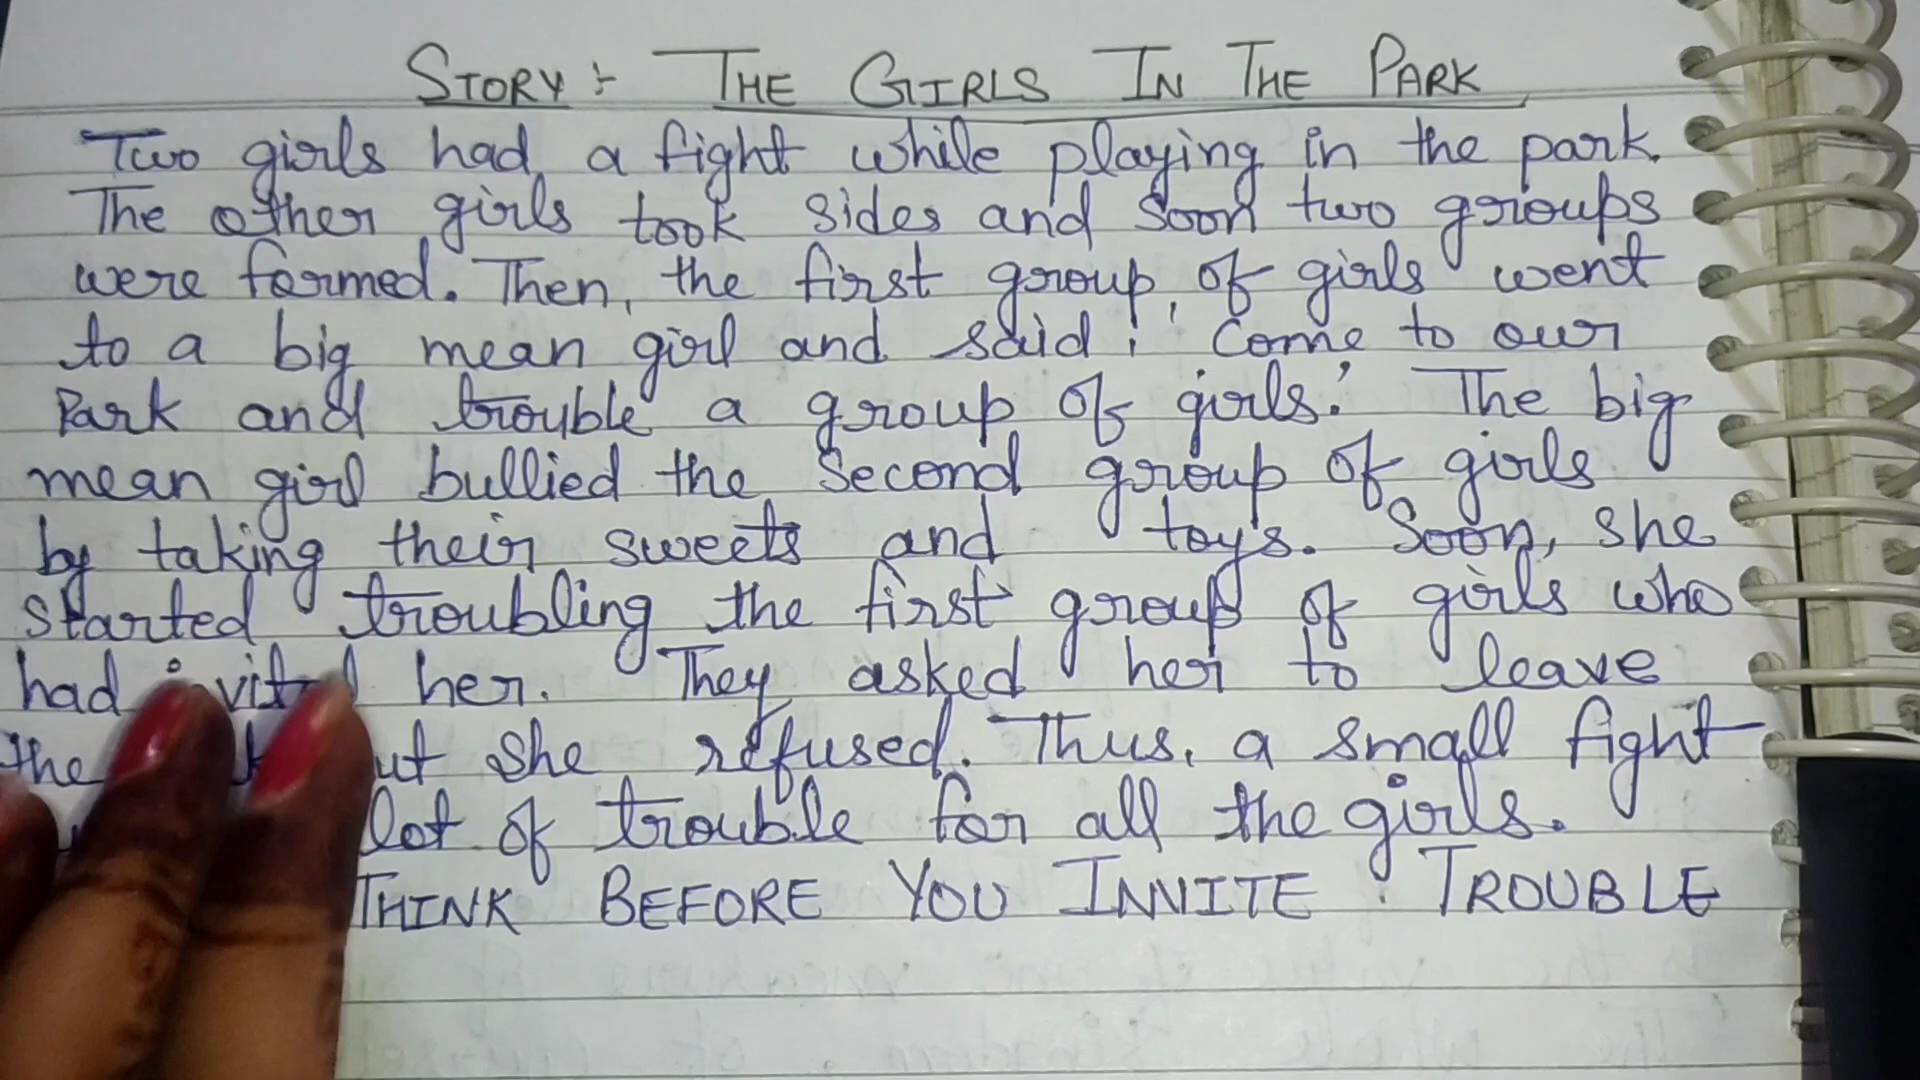 STORY :- THE GIRLS IN THE PARK
Two girls had a fight while playing in the park.
The other girls took sides and soon two groups
were formed. Then, the first group of girls went
to a big mean girl and said: 'Come to our
Park and trouble a group of girls.' The big
mean girl bullied the second group of girls
by taking their sweets and toys. Soon, she
started troubling the first group of girls who
had invited her. They asked her to leave
the she refused. Thus, a small fight
lot of trouble for all the girls.
THINK BEFORE YOU INVITE TROUBLE